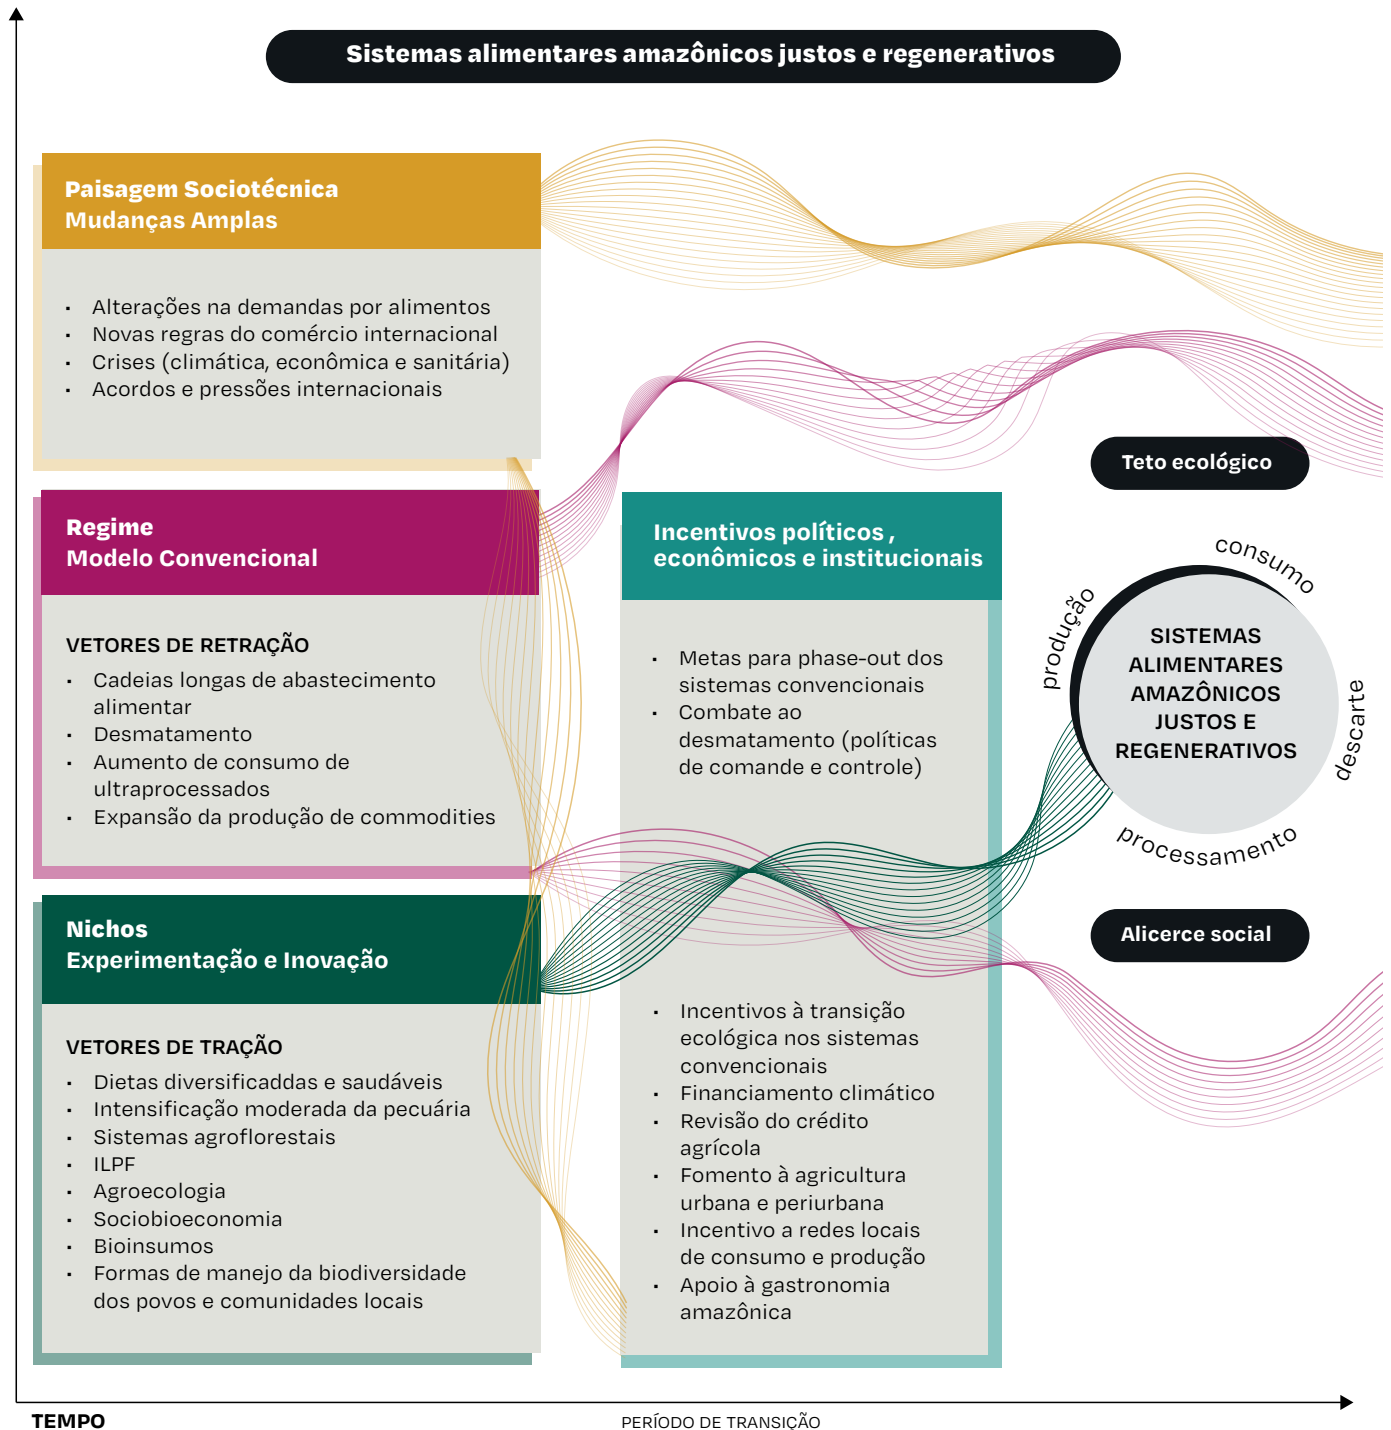 Sistemas alimentares amazônicos justos e regenerativos
Paisagem Sociotécnica
Mudanças Amplas
· Alterações na demandas por alimentos
· Novas regras do comércio internacional
· Crises (climática, econômica e sanitária)
· Acordos e pressões internacionais
Regime
Modelo Convencional
VETORES DE RETRAÇÃO
· Cadeias longas de abastecimento
alimentar
· Desmatamento
· Aumento de consumo de
ultraprocessados
· Expansão da produção de commodities
Nichos
Experimentação e Inovação
VETORES DE TRAÇÃO
· Dietas diversificaddas e saudáveis
· Intensificação moderada da pecuária
· Sistemas agroflorestais
· ILPF
· Agroecologia
· Sociobioeconomia
· Bioinsumos
· Formas de manejo da biodiversidade
dos povos e comunidades locais
Incentivos políticos ,
econômicos e institucionais
· Metas para phase-out dos
sistemas convencionais
· Combate ao
desmatamento (políticas
de comande e controle)
· Incentivos à transição
ecológica nos sistemas
convencionais
· Financiamento climático
· Revisão do crédito
agrícola
· Fomento à agricultura
urbana e periurbana
· Incentivo a redes locais
de consumo e produção
· Apoio à gastronomia
amazônica
Teto ecológico
produção
consumo
descarte
processamento
SISTEMAS
ALIMENTARES
AMAZÔNICOS
JUSTOS E
REGENERATIVOS
Alicerce social
TEMPO
PERÍODO DE TRANSIÇÃO